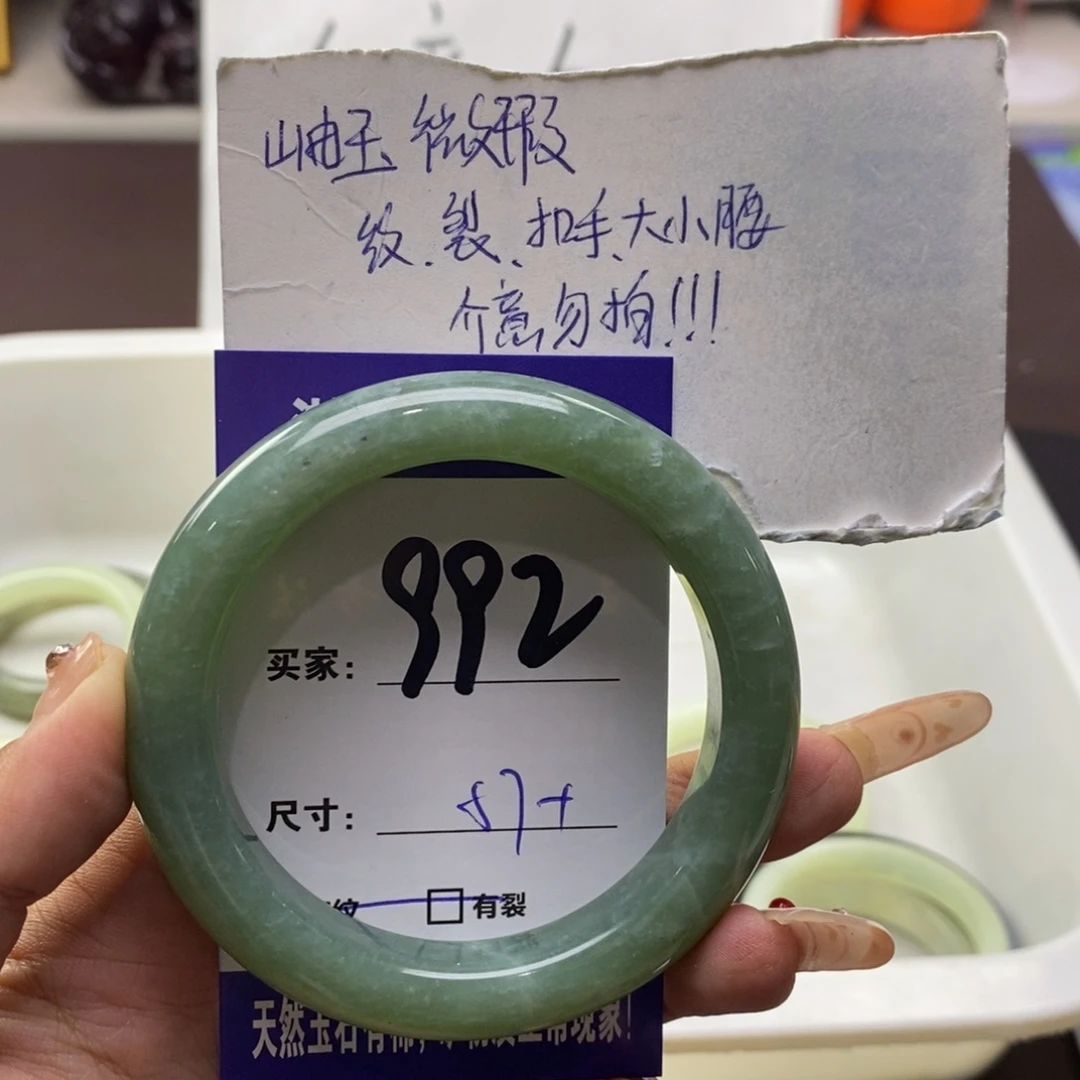 岫玉 微瑕
纹、裂、扣手、大小腰
介意勿拍!!!
992
买家：
尺寸：
57+
纹 有裂
天然玉石有